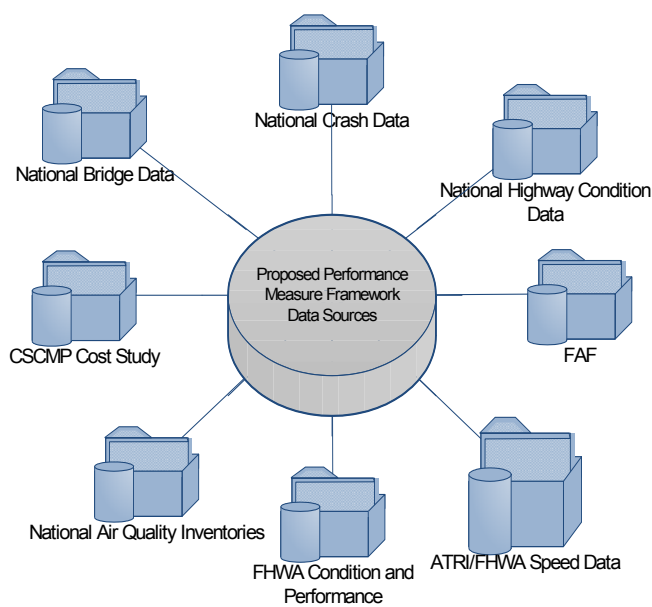 National Crash Data
National Bridge Data
National Highway Condition
Data
Proposed Performance
Measure Framework
Data Sources
CSCMP Cost Study
FAF
National Air Quality Inventories
FHWA Condition and
Performance
ATRI/FHWA Speed Data